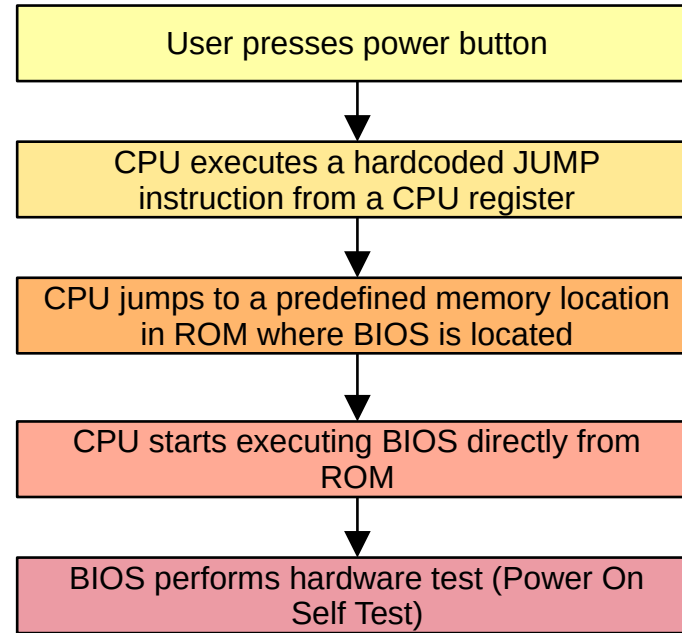 User presses power button
CPU executes a hardcoded JUMP
instruction from a CPU register
CPU jumps to a predefined memory location
in ROM where BIOS is located
CPU starts executing BIOS directly from
ROM
BIOS performs hardware test (Power On
Self Test)